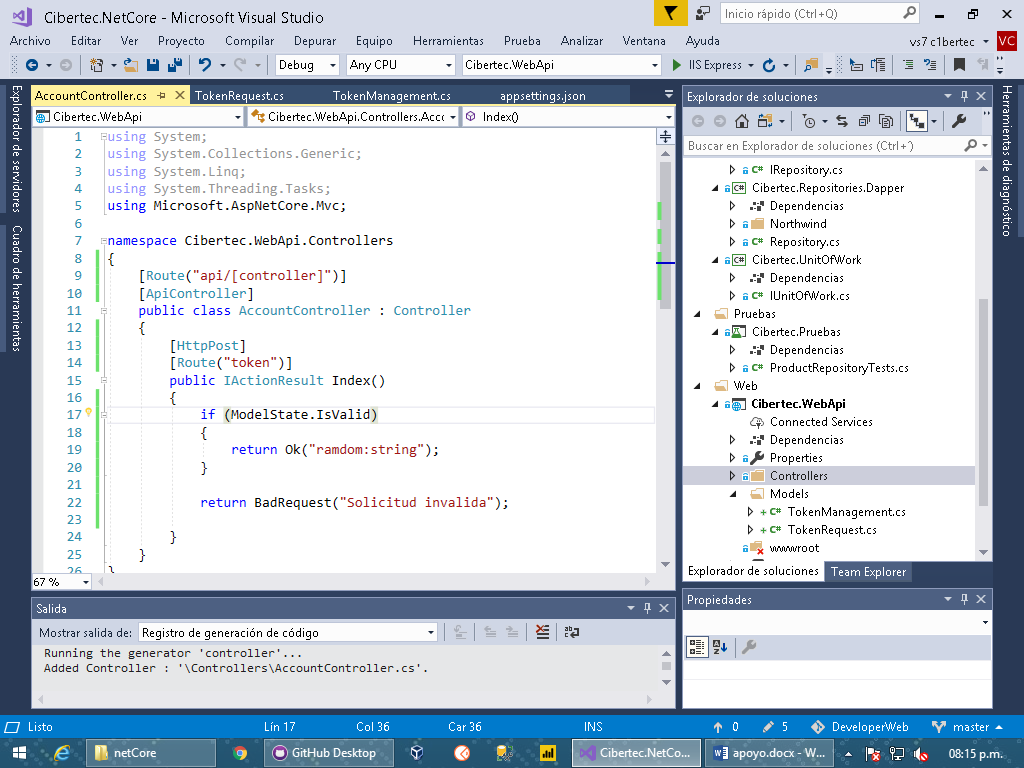 Cibertec.NetCore - Microsoft Visual Studio
Inicio rápido (Ctrl+Q)
Archivo Editar Ver Proyecto Compilar Depurar Equipo Herramientas Prueba Analizar Ventana Ayuda
vs7 c1bertec VC
Debug Any CPU Cibertec.WebApi IIS Express
Explorador de servidores
Cuadro de herramientas
AccountController.cs TokenRequest.cs TokenManagement.cs appsettings.json
Cibertec.WebApi Cibertec.WebApi.Controllers.Acc Index()
1 using System;
2 using System.Collections.Generic;
3 using System.Linq;
4 using System.Threading.Tasks;
5 using Microsoft.AspNetCore.Mvc;
6
7 namespace Cibertec.WebApi.Controllers
8 {
9 [Route("api/[controller]")]
10 [ApiController]
11 public class AccountController : Controller
12 {
13 [HttpPost]
14 [Route("token")]
15 public IActionResult Index()
16 {
17 if (ModelState.IsValid)
18 {
19 return Ok("ramdom:string");
20 }
21
22 return BadRequest("Solicitud invalida");
23
24 }
25 }
26 }
67 %
Salida
Mostrar salida de: Registro de generación de código
Running the generator 'controller'...
Added Controller : '\Controllers\AccountController.cs'.
Explorador de soluciones
Buscar en Explorador de soluciones (Ctrl+´)
IRepository.cs
C# Cibertec.Repositories.Dapper
Dependencias
Northwind
C# Repository.cs
C# Cibertec.UnitOfWork
Dependencias
C# IUnitOfWork.cs
Pruebas
Cibertec.Pruebas
Dependencias
C# ProductRepositoryTests.cs
Web
Cibertec.WebApi
Connected Services
Dependencias
Properties
Controllers
Models
+ C# TokenManagement.cs
+ C# TokenRequest.cs
wwwroot
Explorador de soluciones Team Explorer
Propiedades
Herramientas de diagnóstico
Listo Lín 17 Col 36 Car 36 INS 0 5 DeveloperWeb master
netCore GitHub Desktop Cibertec.NetCo... apoyo.docx - W... 08:15 p.m.